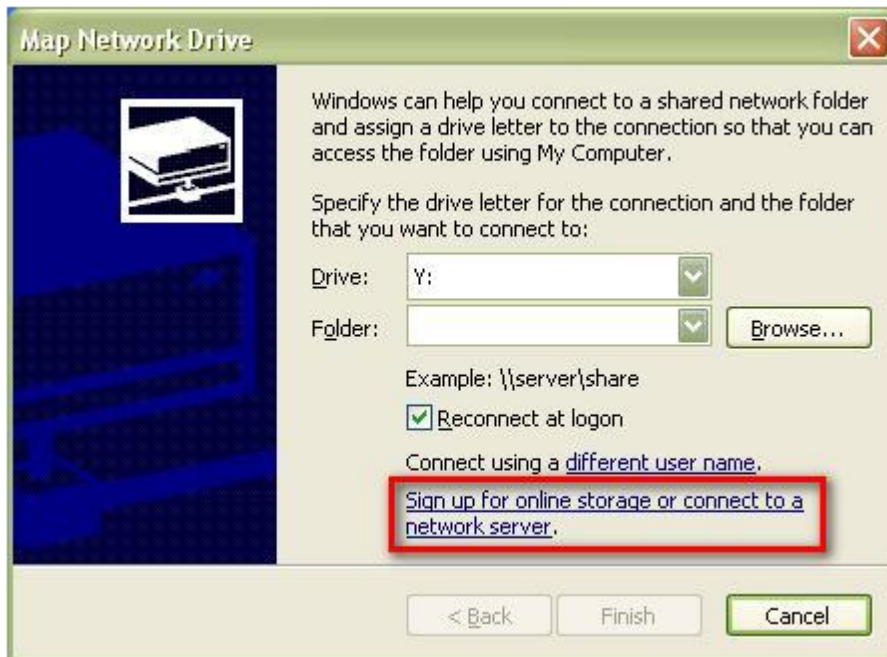 Map Network Drive
Windows can help you connect to a shared network folder
and assign a drive letter to the connection so that you can
access the folder using My Computer.
Specify the drive letter for the connection and the folder
that you want to connect to:
Drive: Y:
Folder: Browse...
Example: \\server\share
Reconnect at logon
Connect using a different user name.
Sign up for online storage or connect to a
network server.
< Back Finish Cancel